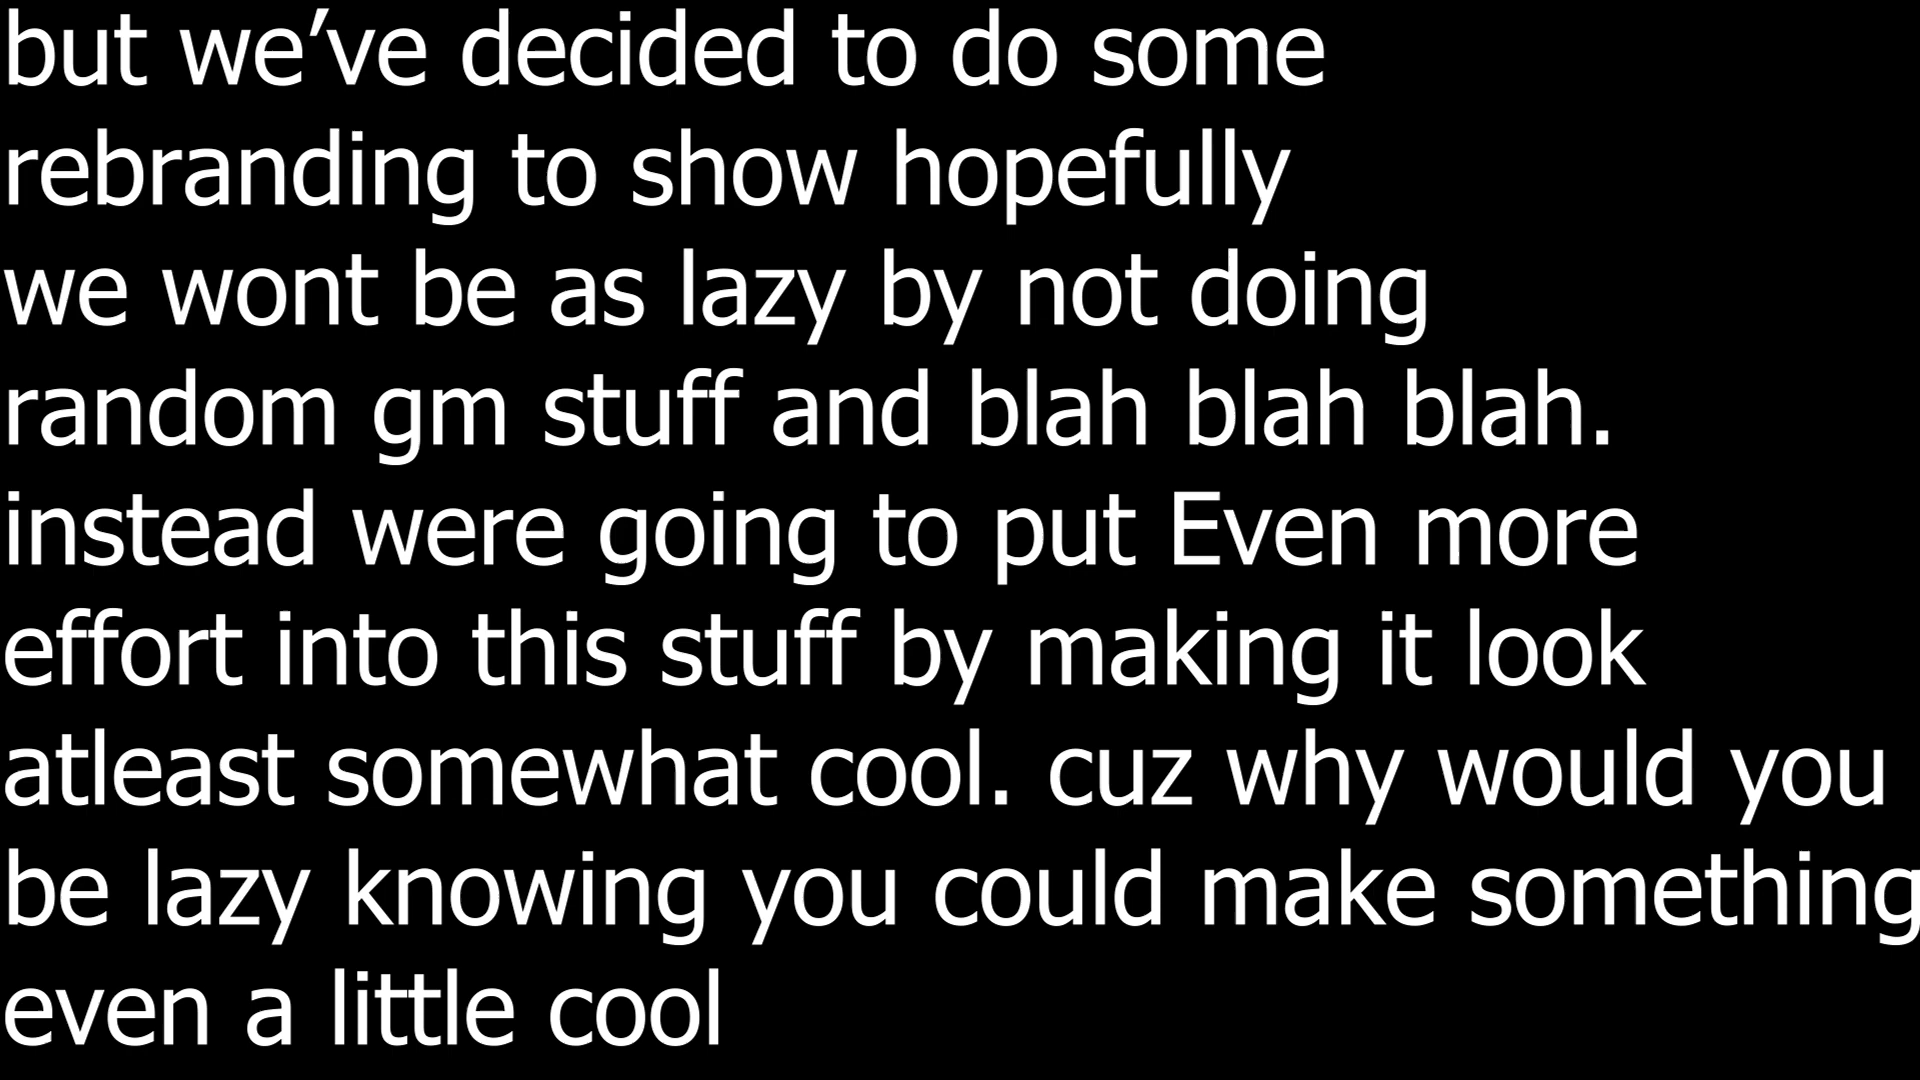 but we’ve decided to do some
rebranding to show hopefully
we wont be as lazy by not doing
random gm stuff and blah blah blah.
instead were going to put Even more
effort into this stuff by making it look
atleast somewhat cool. cuz why would you
be lazy knowing you could make something
even a little cool